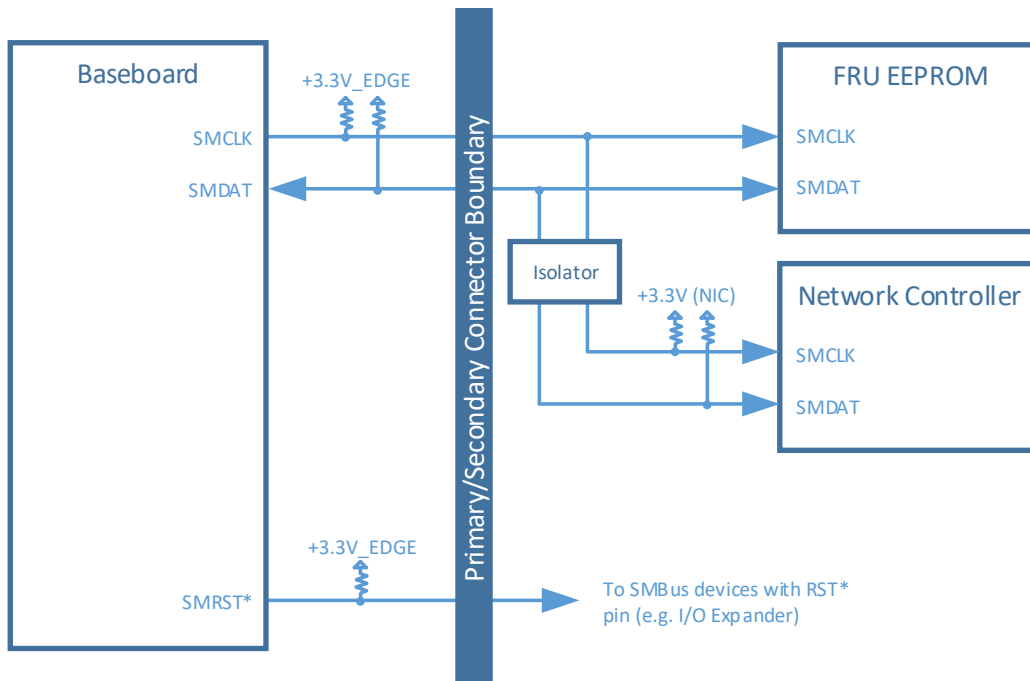 Baseboard
+3.3V_EDGE
SMCLK
SMDAT
+3.3V_EDGE
SMRST*
Primary/Secondary Connector Boundary
FRU EEPROM
SMCLK
SMDAT
Isolator
+3.3V (NIC)
Network Controller
SMCLK
SMDAT
To SMBus devices with RST*
pin (e.g. I/O Expander)